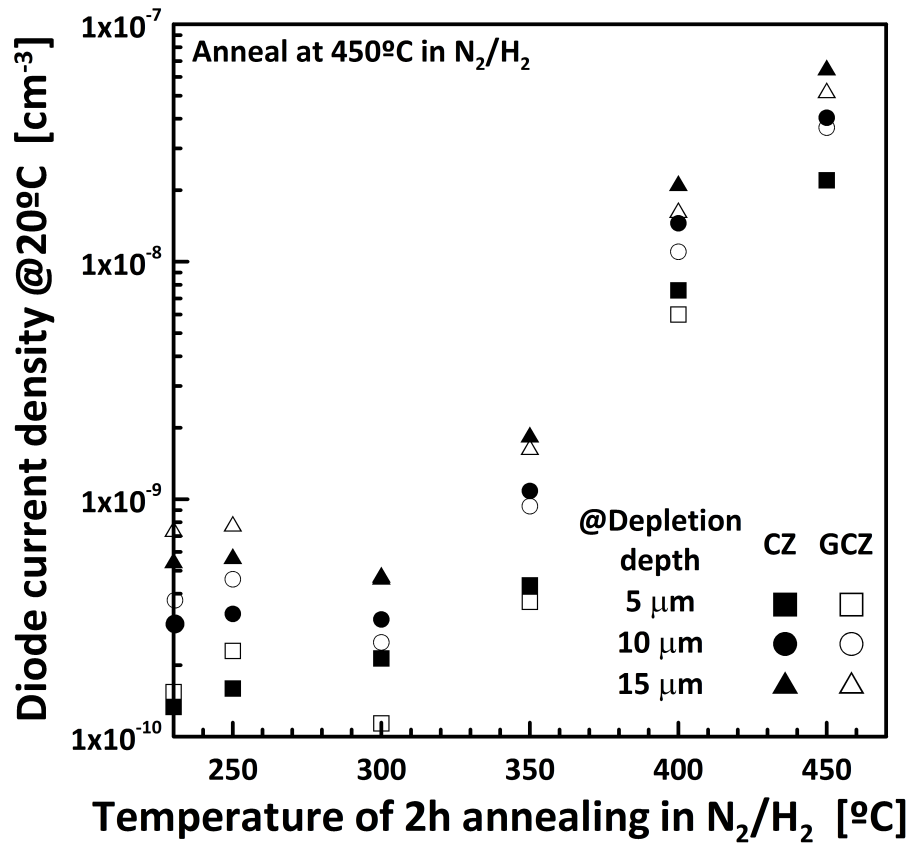 Anneal at 450ºC in N₂/H₂
Diode current density @20ºC [cm⁻³]
1x10⁻⁷
1x10⁻⁸
1x10⁻⁹
1x10⁻¹⁰
@Depletion depth CZ GCZ
5 μm
10 μm
15 μm
250 300 350 400 450
Temperature of 2h annealing in N₂/H₂ [ºC]